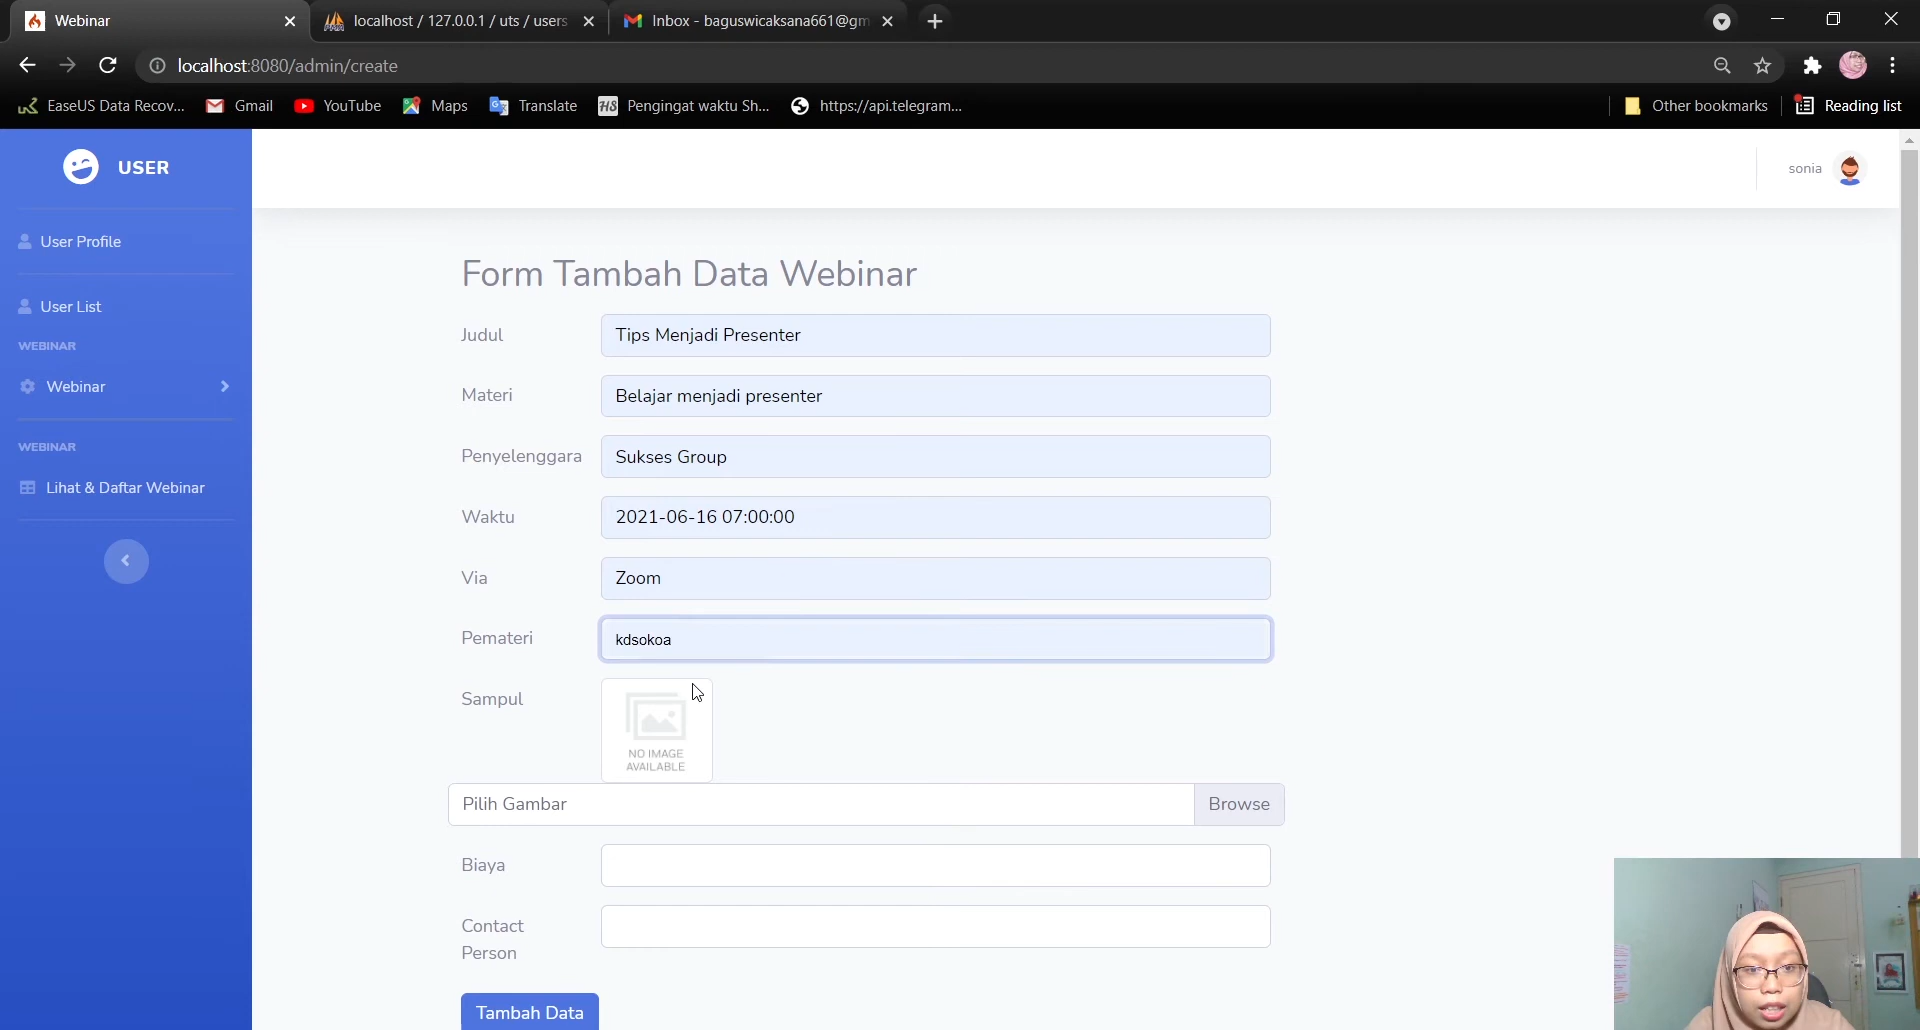 Webinar
localhost / 127.0.0.1 / uts / users
Inbox - baguswicaksana661@gm
localhost:8080/admin/create
EaseUS Data Recov...
Gmail
YouTube
Maps
Translate
HS
Pengingat waktu Sh...
https://api.telegram...
Other bookmarks
Reading list
USER
sonia
User Profile
User List
WEBINAR
Webinar
WEBINAR
Lihat & Daftar Webinar
Form Tambah Data Webinar
Judul
Tips Menjadi Presenter
Materi
Belajar menjadi presenter
Penyelenggara
Sukses Group
Waktu
2021-06-16 07:00:00
Via
Zoom
Pemateri
kdsokoa
Sampul
NO IMAGE
AVAILABLE
Pilih Gambar
Browse
Biaya
Contact
Person
Tambah Data